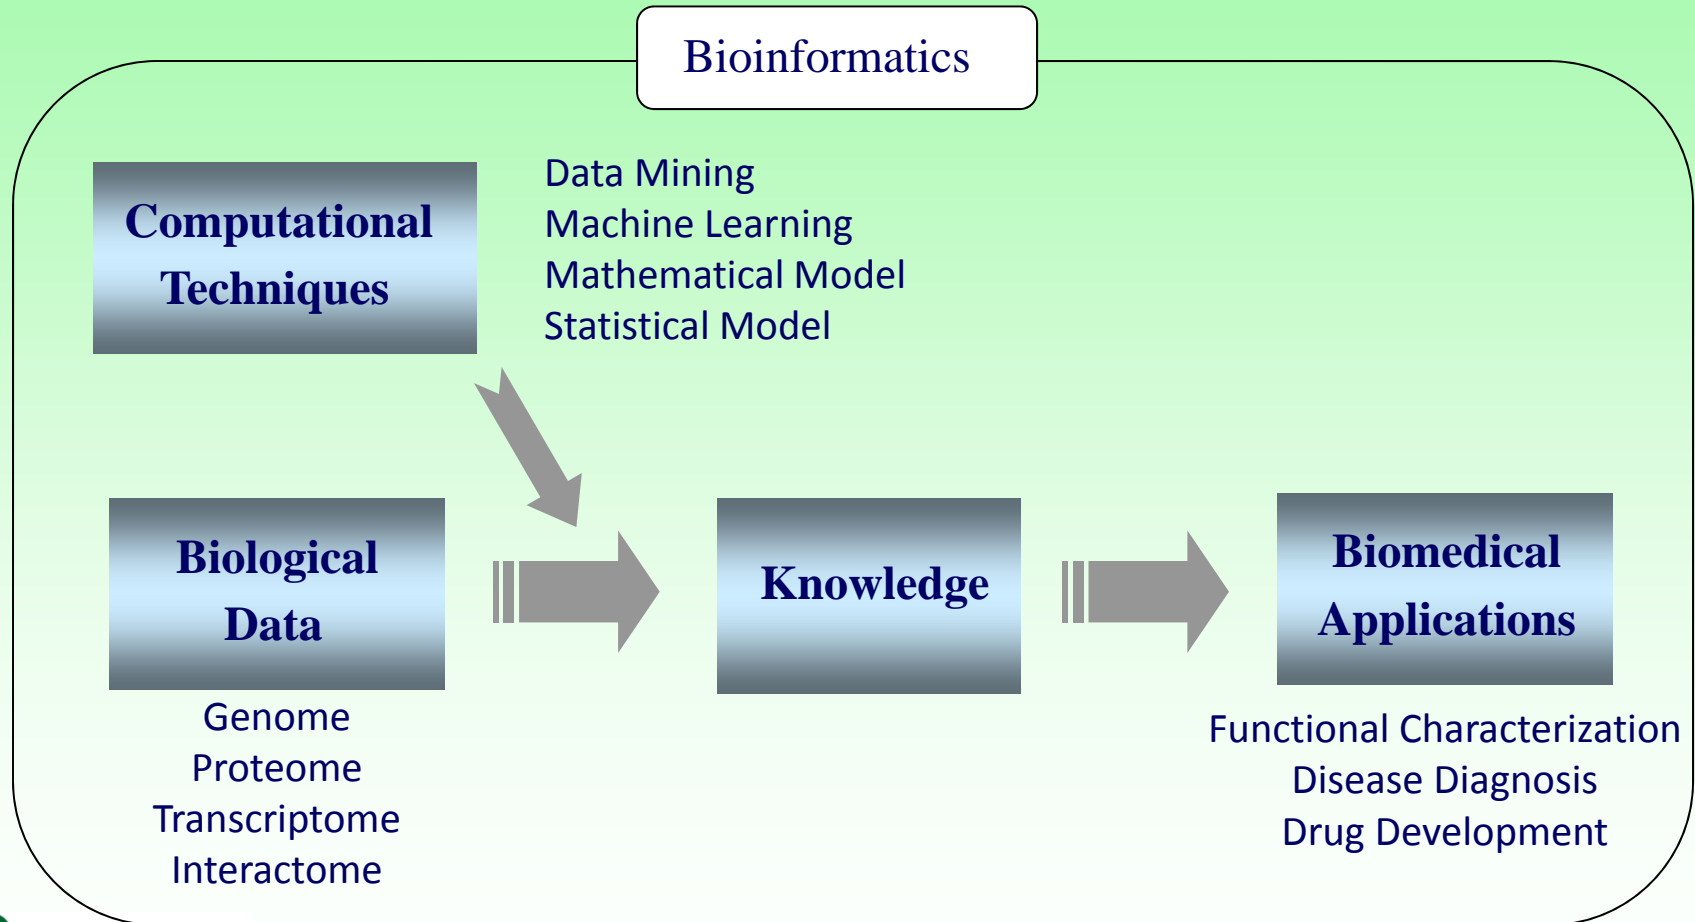 Bioinformatics
Computational
Techniques
Data Mining
Machine Learning
Mathematical Model
Statistical Model
Biological
Data
Genome
Proteome
Transcriptome
Interactome
Knowledge
Biomedical
Applications
Functional Characterization
Disease Diagnosis
Drug Development